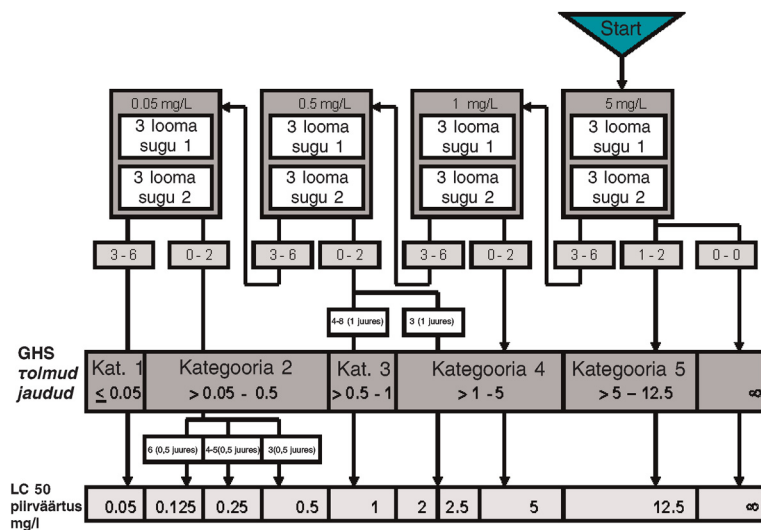 Start
0.05 mg/L
0.5 mg/L
1 mg/L
5 mg/L
3 looma
sugu 1
3 looma
sugu 1
3 looma
sugu 1
3 looma
sugu 1
3 looma
sugu 2
3 looma
sugu 2
3 looma
sugu 2
3 looma
sugu 2
3 - 6
0 - 2
3 - 6
0 - 2
3 - 6
0 - 2
3 - 6
1 - 2
0 - 0
4-8 (1 juures)
3 (1 juures)
GHS
τolmud
jaudud
Kat. 1
≤ 0.05
Kategooria 2
> 0.05 - 0.5
Kat. 3
> 0.5 - 1
Kategooria 4
> 1 - 5
Kategooria 5
> 5 – 12.5
∞
6 (0,5 juures)
4-5(0,5 juures)
3(0,5 juures)
LC 50
piirväärtus
mg/l
0.05
0.125
0.25
0.5
1
2
2.5
5
12.5
∞